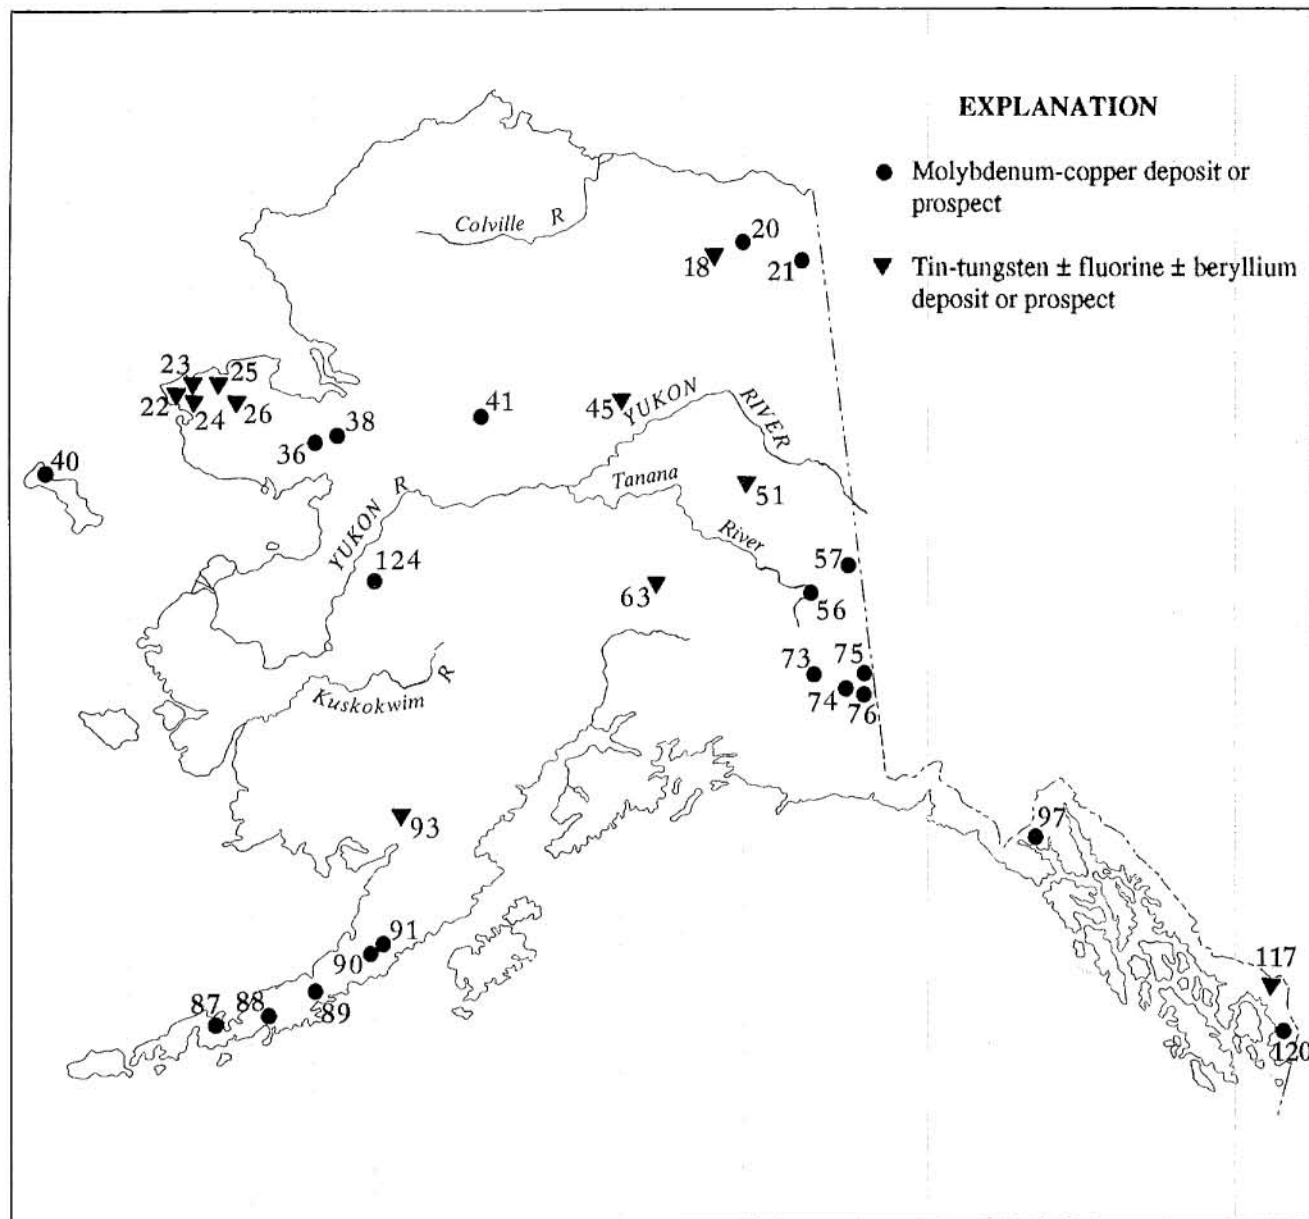 EXPLANATION
Molybdenum-copper deposit or
prospect
Tin-tungsten ± fluorine ± beryllium
deposit or prospect
Colville R
20
18
21
23
25
22
24
26
41
45
YUKON RIVER
36
38
40
Tanana
River
51
YUKON R
124
57
56
63
73
75
74
76
Kuskokwim R
93
97
91
90
89
88
87
117
120